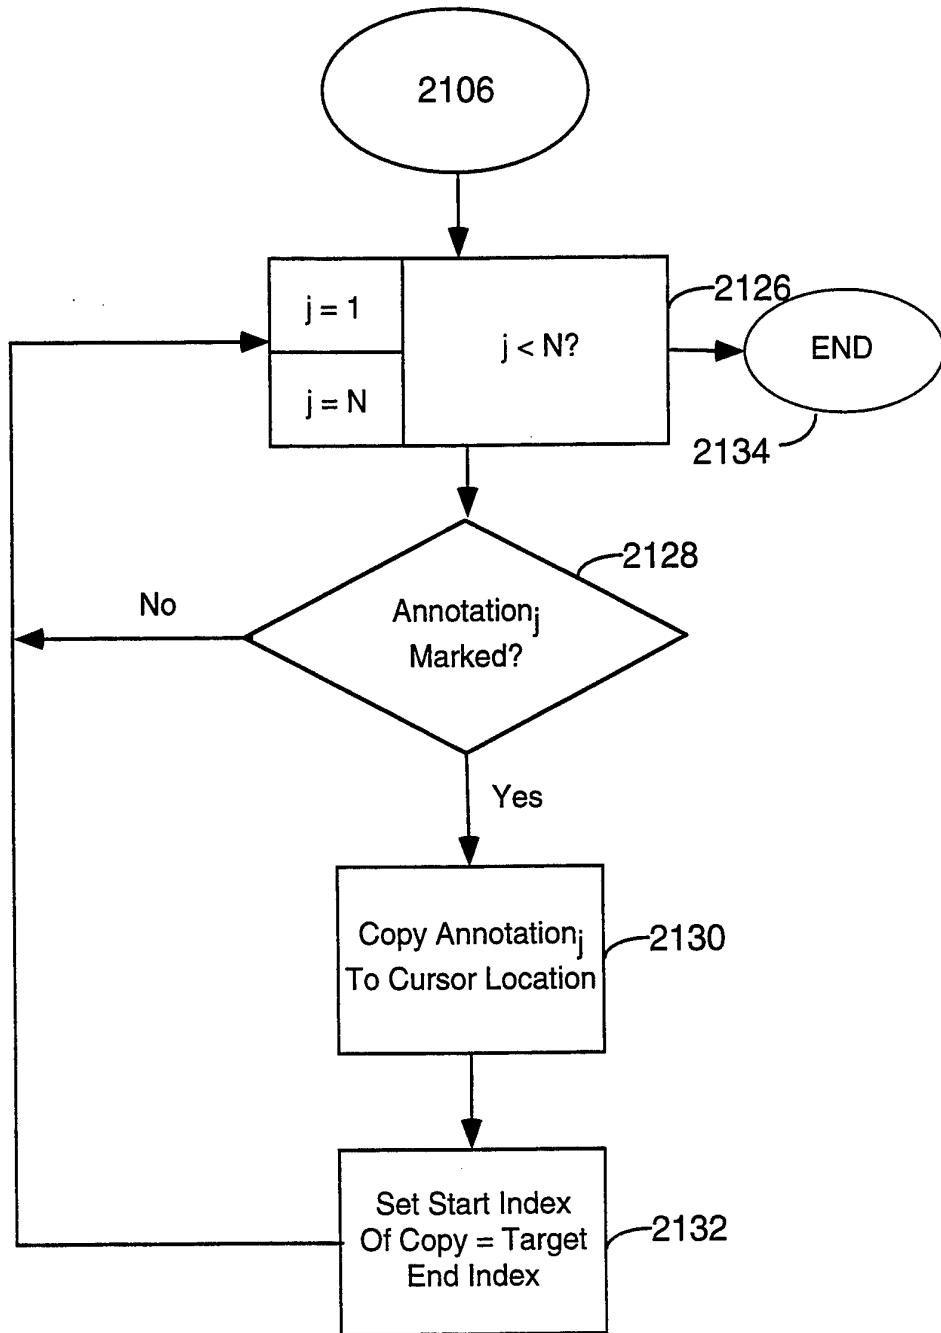 2106
2126
j = 1
j < N?
END
j = N
2134
2128
No
Annotationj
Marked?
Yes
Copy Annotationj
To Cursor Location
2130
Set Start Index
Of Copy = Target
End Index
2132